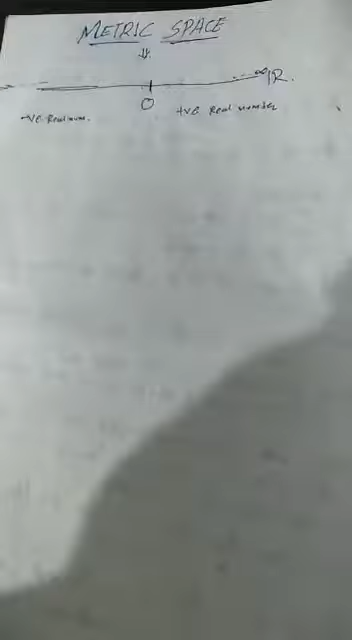 METRIC SPACE
⇓
∞ R.
0
-ve Real num.
+ve Real number